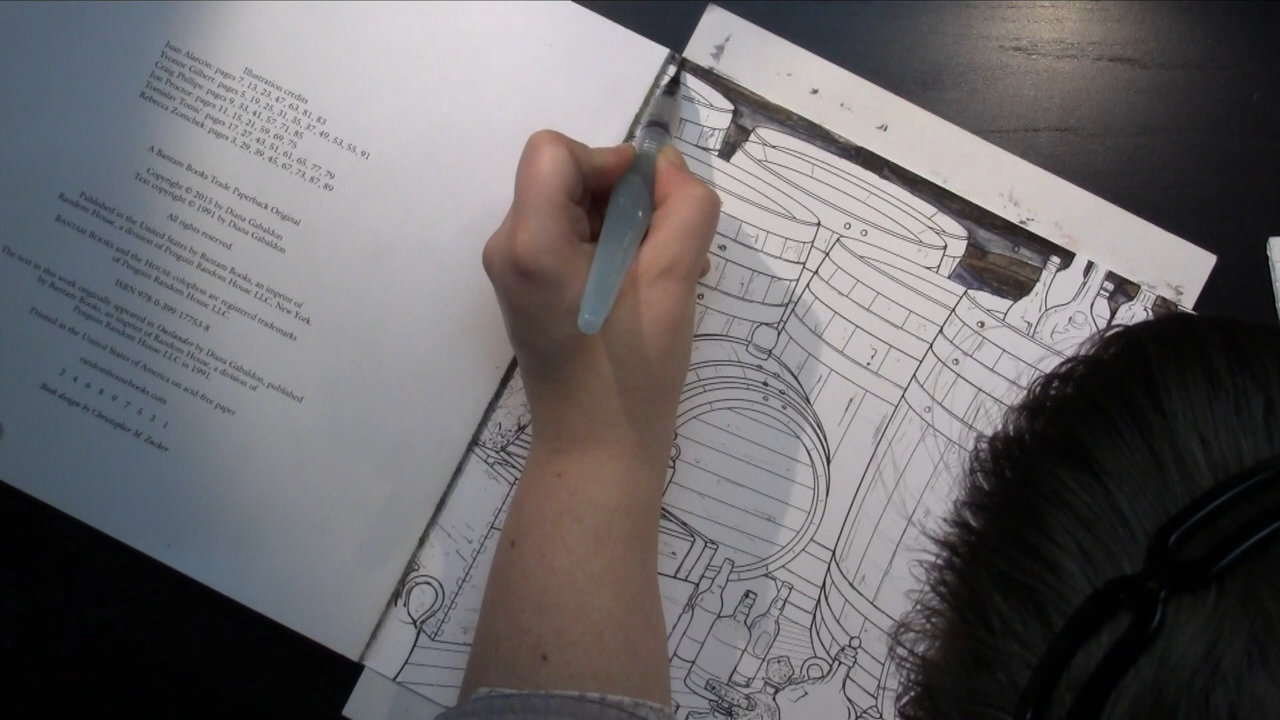 Illustration credits
Juan Alarcón: pages 7, 13, 23, 47, 63, 81, 83
Yvonne Gilbert: pages 5, 19, 25, 31, 35, 37, 49, 53, 55, 91
Craig Phillips: pages 9, 33, 41, 57, 71, 85
Jon Proctor: pages 11, 15, 21, 59, 69, 75
Tomislav Tomić: pages 17, 27, 43, 51, 61, 65, 77, 79
Rebecca Zomchek: pages 3, 29, 39, 45, 67, 73, 87, 89
A Bantam Books Trade Paperback Original
Copyright © 2015 by Diana Gabaldon
Text copyright © 1991 by Diana Gabaldon
All rights reserved.
Published in the United States by Bantam Books, an imprint of
Random House, a division of Penguin Random House LLC, New York.
BANTAM BOOKS and the HOUSE colophon are registered trademarks
of Penguin Random House LLC.
ISBN 978-0-399-17753-8
The text in this work originally appeared in Outlander by Diana Gabaldon, published
by Bantam Books, an imprint of Random House, a division of
Penguin Random House LLC in 1991.
Printed in the United States of America on acid-free paper
randomhousebooks.com
2 4 6 8 9 7 5 3 1
Book design by Christopher M. Zucker